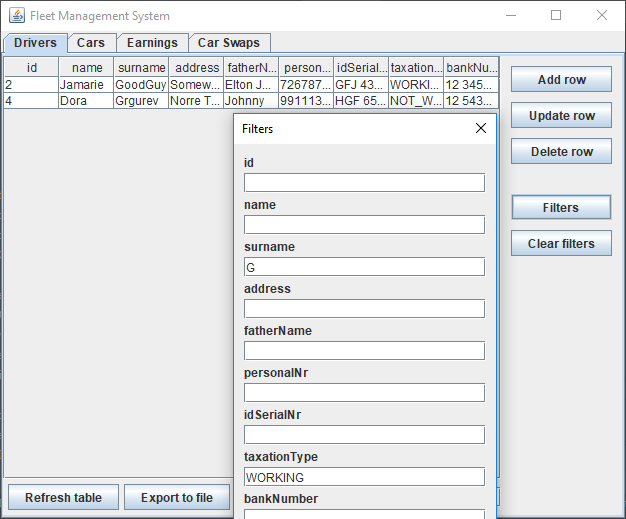 Fleet Management System
Drivers Cars Earnings Car Swaps
id name surname address fatherN... person... idSerial... taxation... bankNu...
2 Jamarie GoodGuy Somew... Elton J... 726787... GFJ 43... WORKI... 12 345...
4 Dora Grgurev Norre T... Johnny 991113... HGF 65... NOT_W... 12 543...
Add row
Update row
Delete row
Filters
Clear filters
Filters
id
name
surname
G
address
fatherName
personalNr
idSerialNr
taxationType
WORKING
bankNumber
Refresh table Export to file